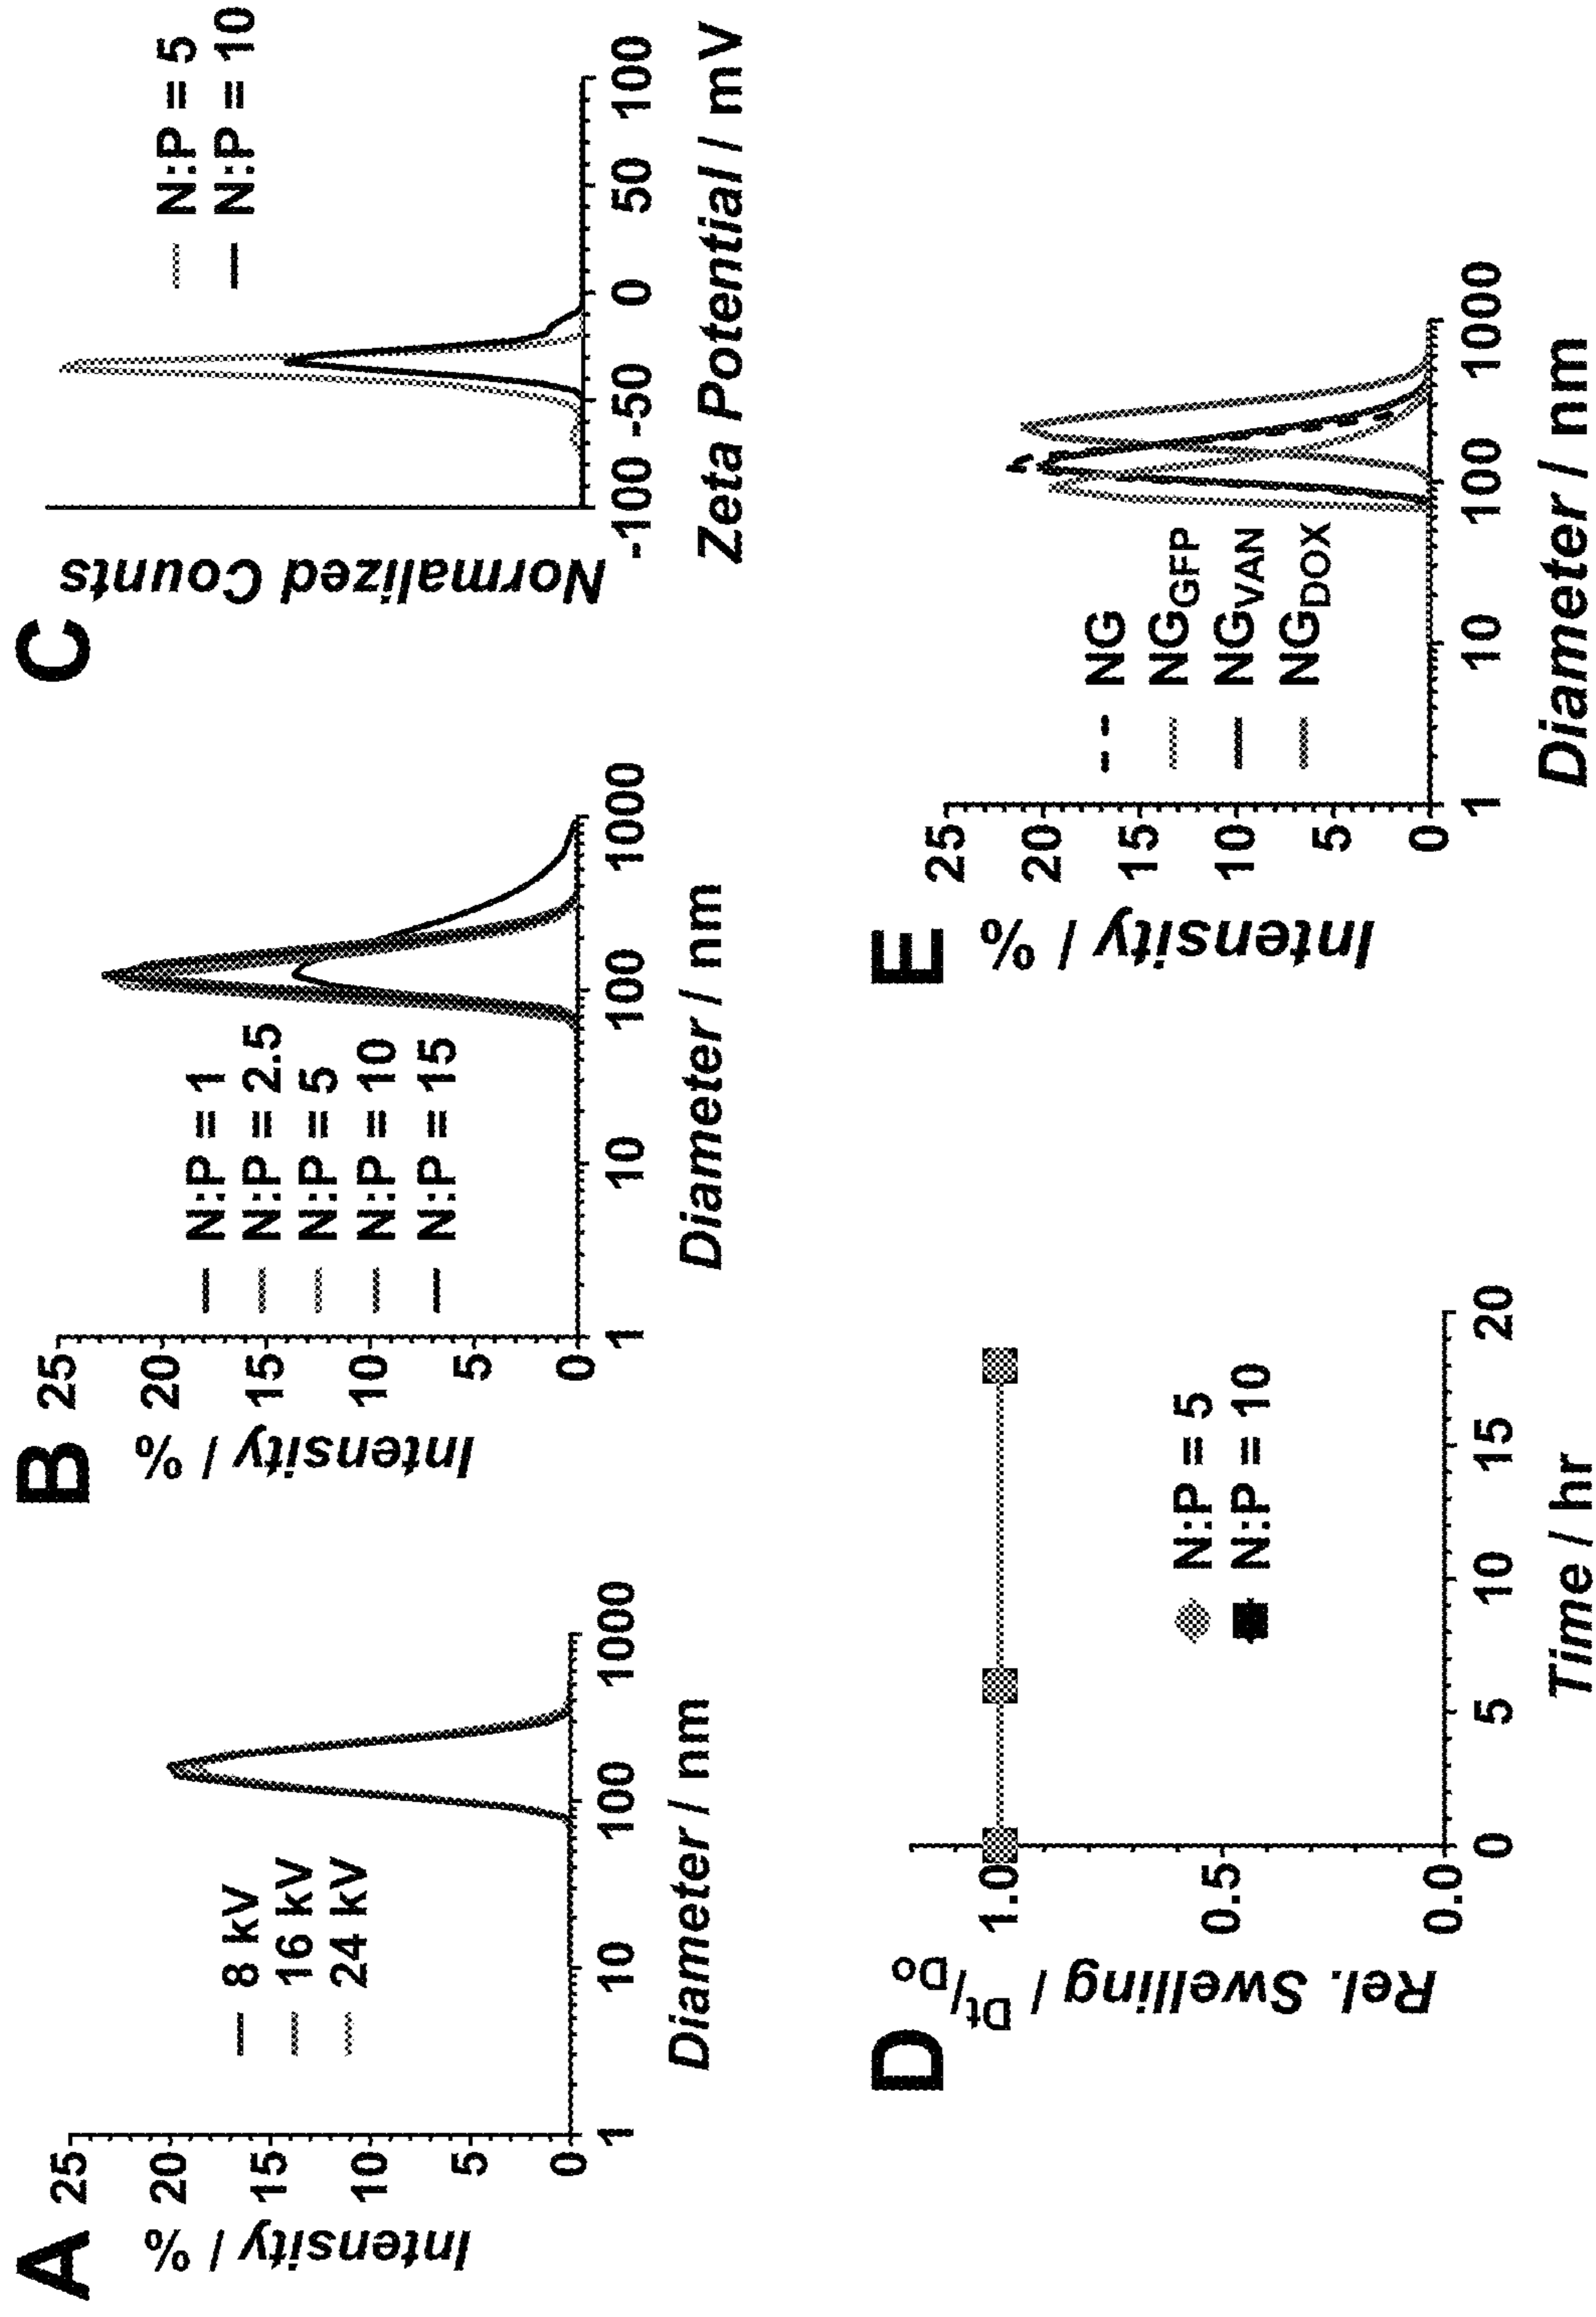 A
Intensity / %
25
20
15
10
5
0
8 kV
16 kV
24 kV
1
10
100
1000
Diameter / nm
B
Intensity / %
25
20
15
10
5
0
N:P = 1
N:P = 2.5
N:P = 5
N:P = 10
N:P = 15
1
10
100
1000
Diameter / nm
C
Normalized Counts
N:P = 5
N:P = 10
-100 -50 0 50 100
Zeta Potential / mV
D
Rel. Swelling / Dt/Do
1.0
0.5
0.0
N:P = 5
N:P = 10
0 5 10 15 20
Time / hr
E
Intensity / %
25
20
15
10
5
0
NG
NGGFP
NGVAN
NGDOX
1
10
100
1000
Diameter / nm